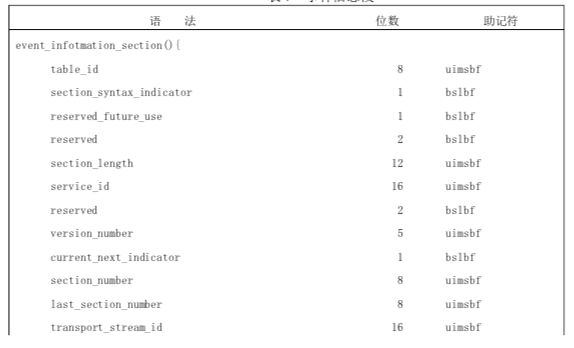 语 法 位数 助记符
event_infotmation_section(){
table_id 8 uimsbf
section_syntax_indicator 1 bslbf
reserved_future_use 1 bslbf
reserved 2 bslbf
section_length 12 uimsbf
service_id 16 uimsbf
reserved 2 bslbf
version_number 5 uimsbf
current_next_indicator 1 bslbf
section_number 8 uimsbf
last_section_number 8 uimsbf
transport_stream_id 16 uimsbf